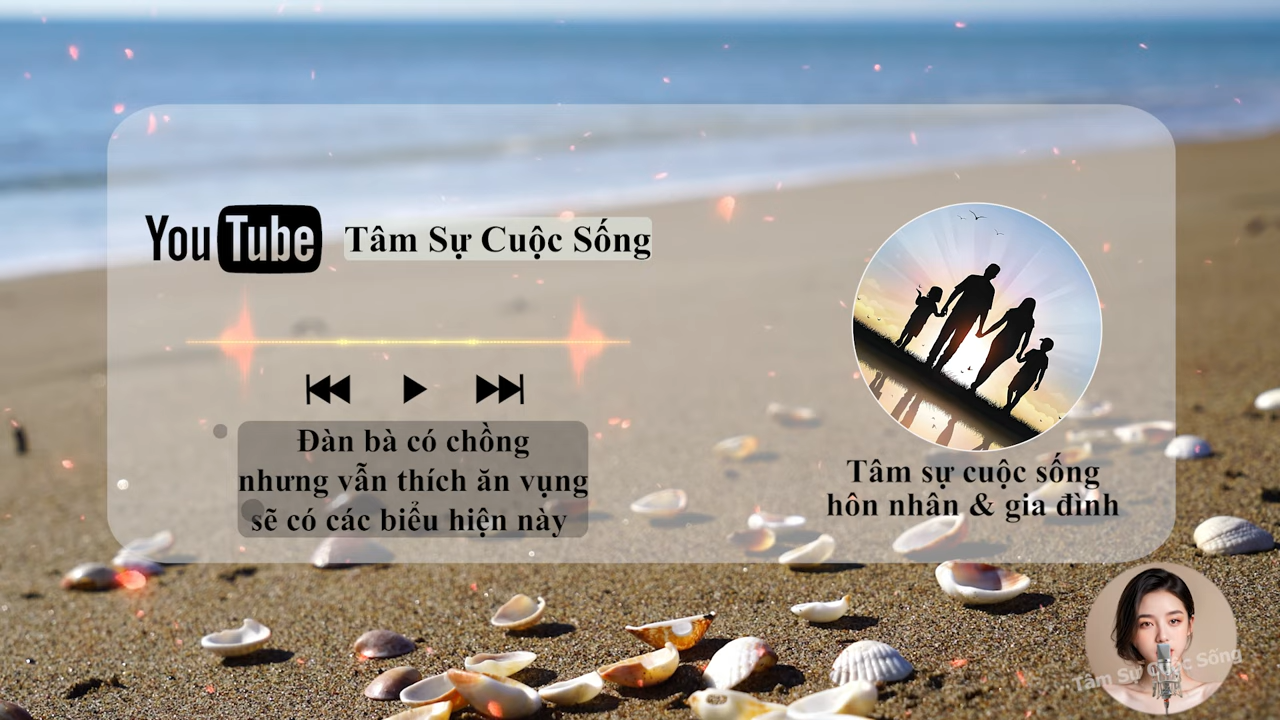 YouTube Tâm Sự Cuộc Sống
Đàn bà có chồng
nhưng vẫn thích ăn vụng
sẽ có các biểu hiện này
Tâm sự cuộc sống
hôn nhân & gia đình
Tâm Sự Cuộc Sống